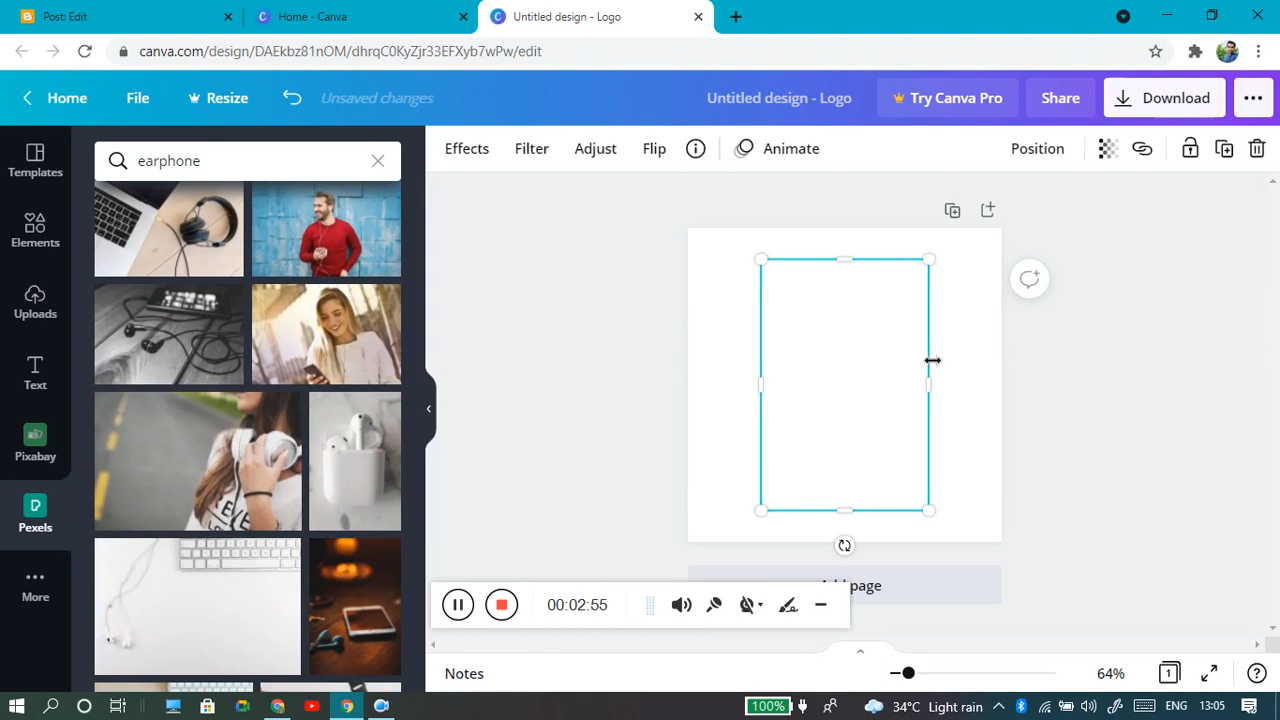 Post: Edit
Home - Canva
Untitled design - Logo
canva.com/design/DAEkbz81nOM/dhrqC0KyZjr33EFXyb7wPw/edit
Home
File
Resize
Unsaved changes
Untitled design - Logo
Try Canva Pro
Share
Download
Templates
Elements
Uploads
Text
Pixabay
Pexels
More
earphone
Effects
Filter
Adjust
Flip
Animate
Position
page
00:02:55
Notes
64%
1
100%
34°C Light rain
ENG
13:05